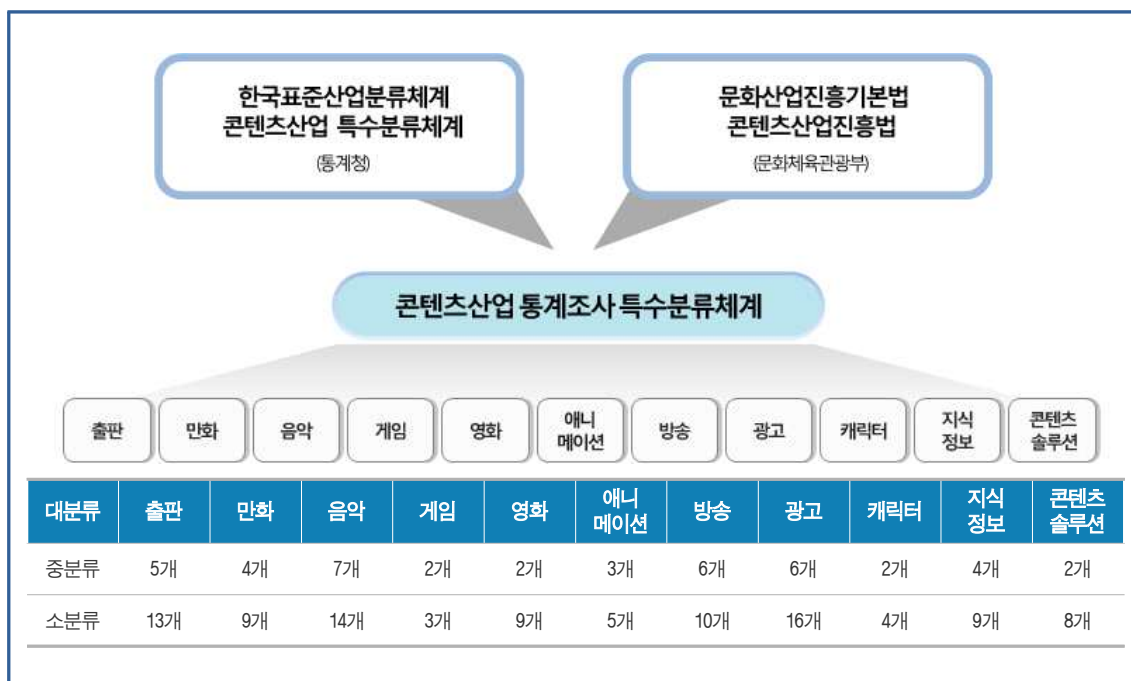 한국표준산업분류체계
콘텐츠산업 특수분류체계
(통계청)
문화산업진흥기본법
콘텐츠산업진흥법
(문화체육관광부)
콘텐츠산업 통계조사 특수분류체계
출판 만화 음악 게임 영화 애니메이션 방송 광고 캐릭터 지식정보 콘텐츠솔루션
대분류 출판 만화 음악 게임 영화 애니메이션 방송 광고 캐릭터 지식정보 콘텐츠솔루션
중분류 5개 4개 7개 2개 2개 3개 6개 6개 2개 4개 2개
소분류 13개 9개 14개 3개 9개 5개 10개 16개 4개 9개 8개